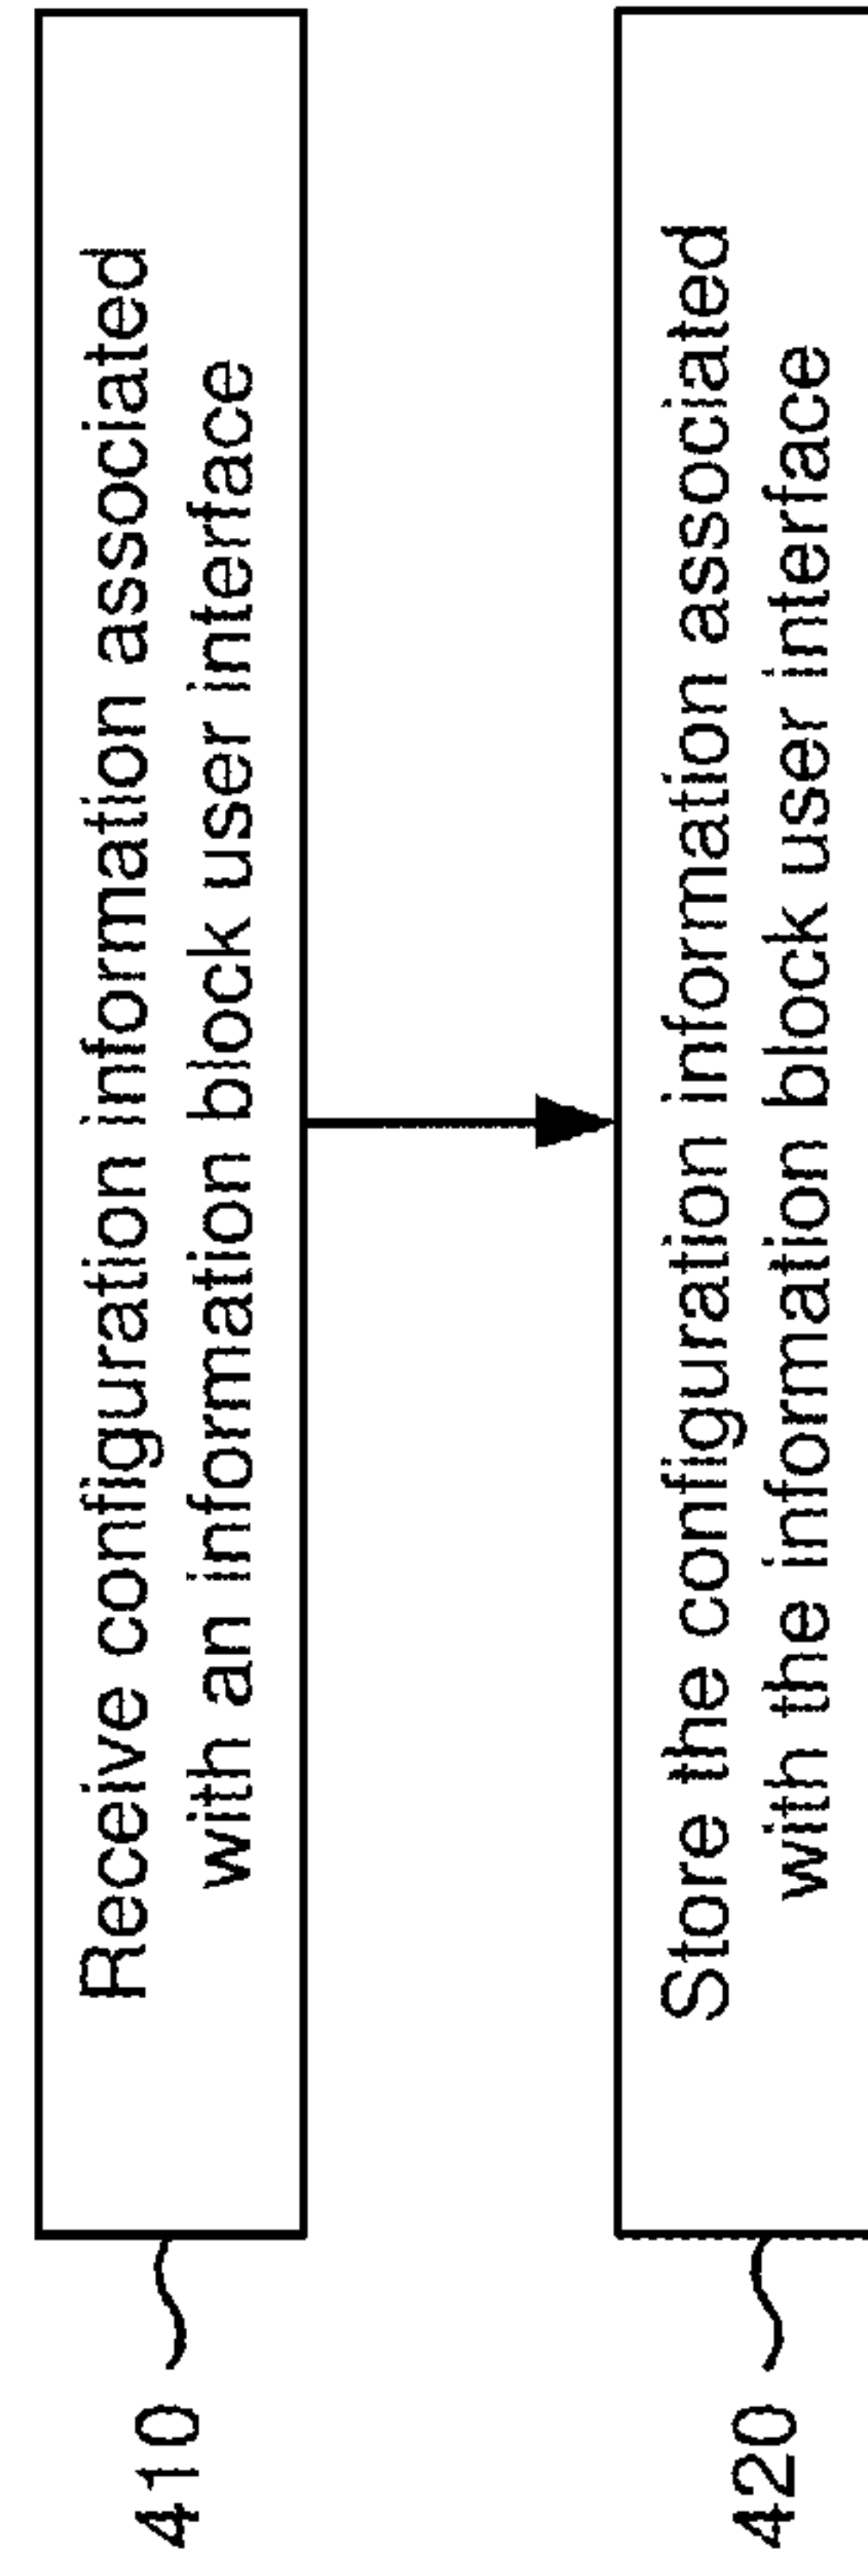 410
Receive configuration information associated
with an information block user interface
420
Store the configuration information associated
with the information block user interface